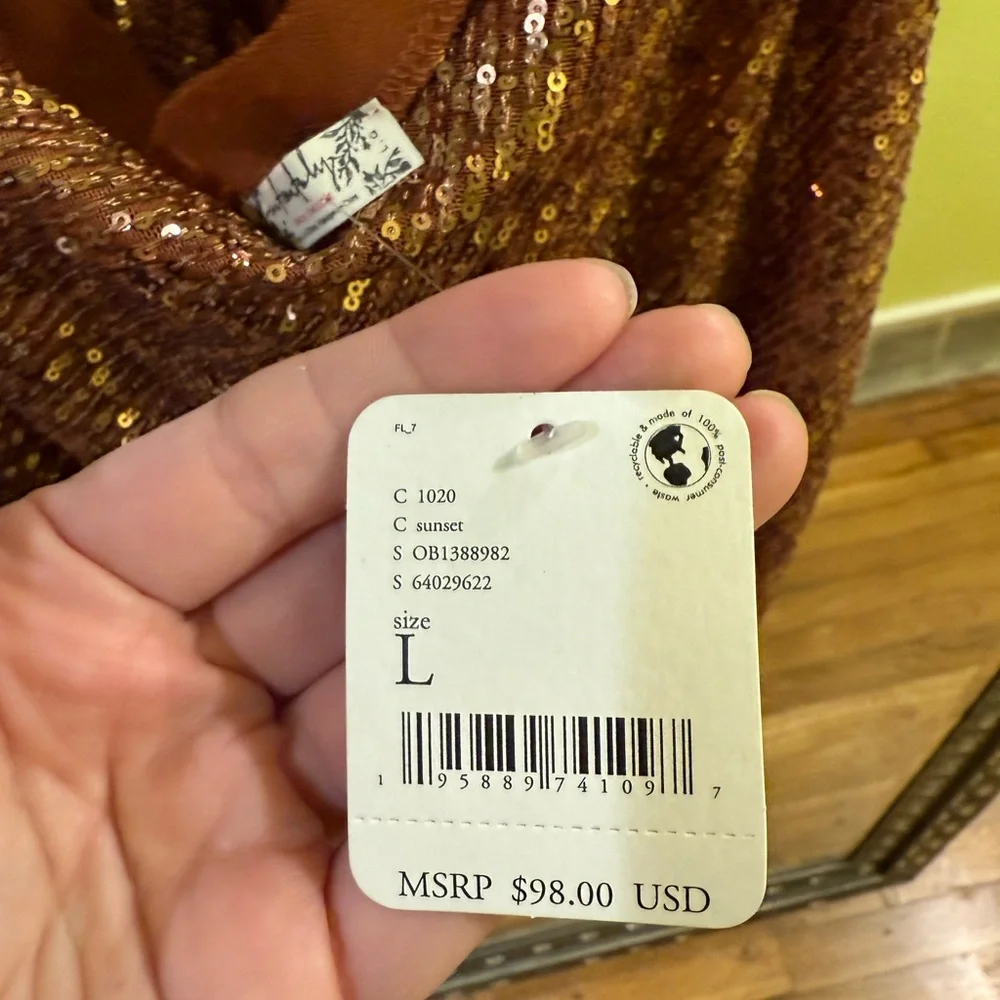 FL_7
recyclable & made of 100% post-consumer waste •
C 1020
C sunset
S OB1388982
S 64029622
size
L
1 95889 74109 7
MSRP $98.00 USD